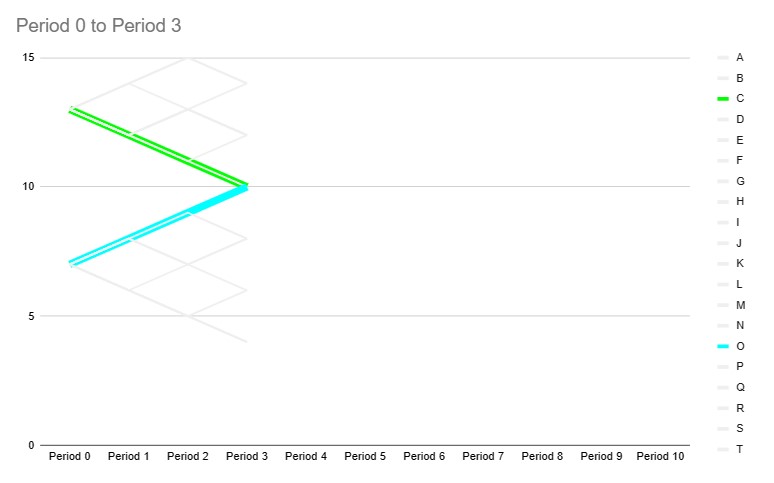 Period 0 to Period 3
15
10
5
0
Period 0 Period 1 Period 2 Period 3 Period 4 Period 5 Period 6 Period 7 Period 8 Period 9 Period 10
A
B
C
D
E
F
G
H
I
J
K
L
M
N
O
P
Q
R
S
T